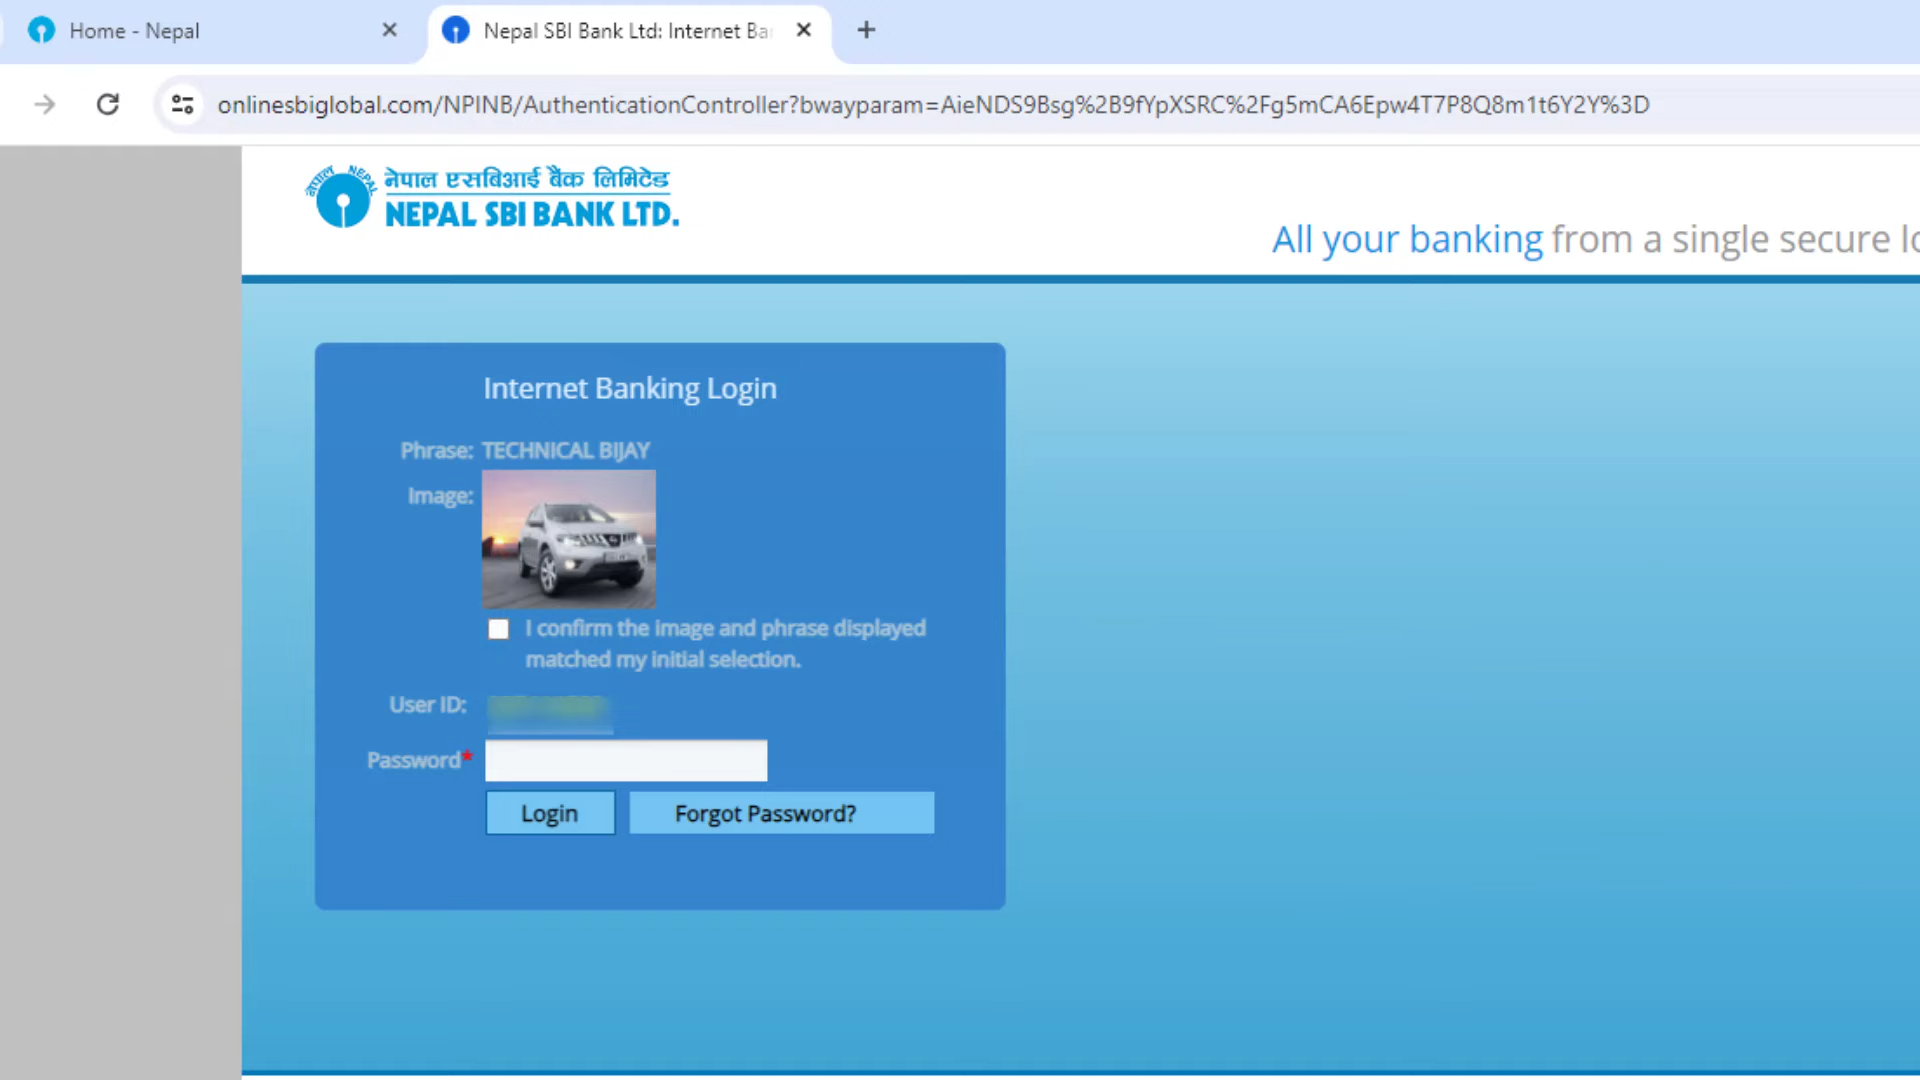 Home - Nepal
Nepal SBI Bank Ltd: Internet Ba
onlinesbiglobal.com/NPINB/AuthenticationController?bwayparam=AieNDS9Bsg%2B9fYpXSRC%2Fg5mCA6Epw4T7P8Q8m1t6Y2Y%3D
नेपाल NEPAL
नेपाल एसबिआई बैंक लिमिटेड
NEPAL SBI BANK LTD.
All your banking from a single secure lo
Internet Banking Login
Phrase: TECHNICAL BIJAY
Image:
I confirm the image and phrase displayed
matched my initial selection.
User ID:
Password*
Login
Forgot Password?